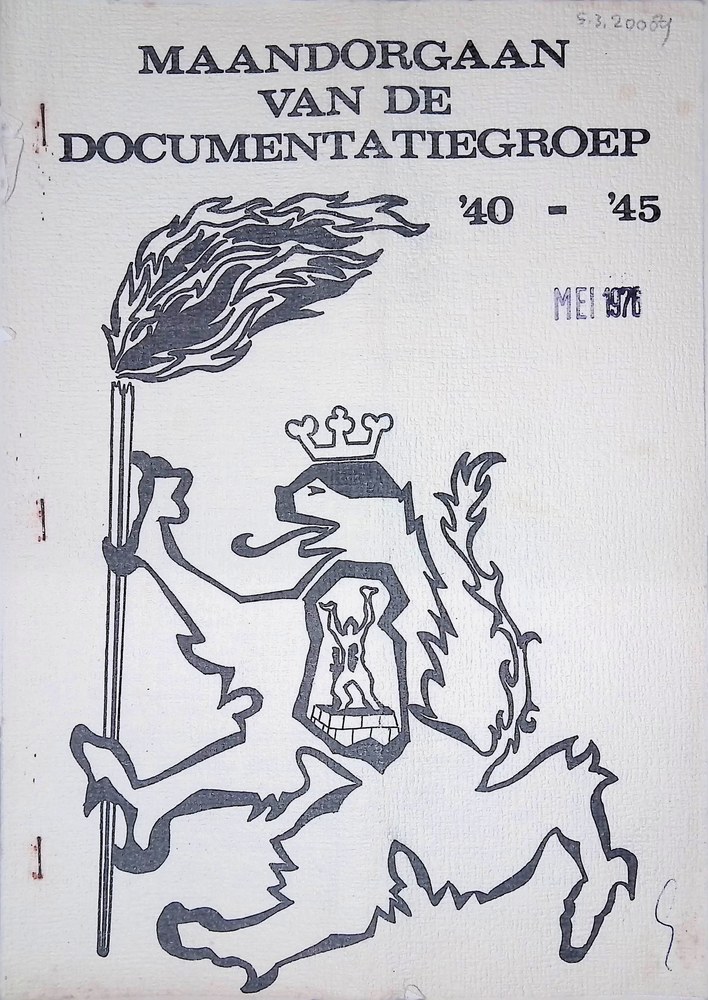 MAANDORGAAN
VAN DE
DOCUMENTATIEGROEP
'40 - '45
MEI 1976